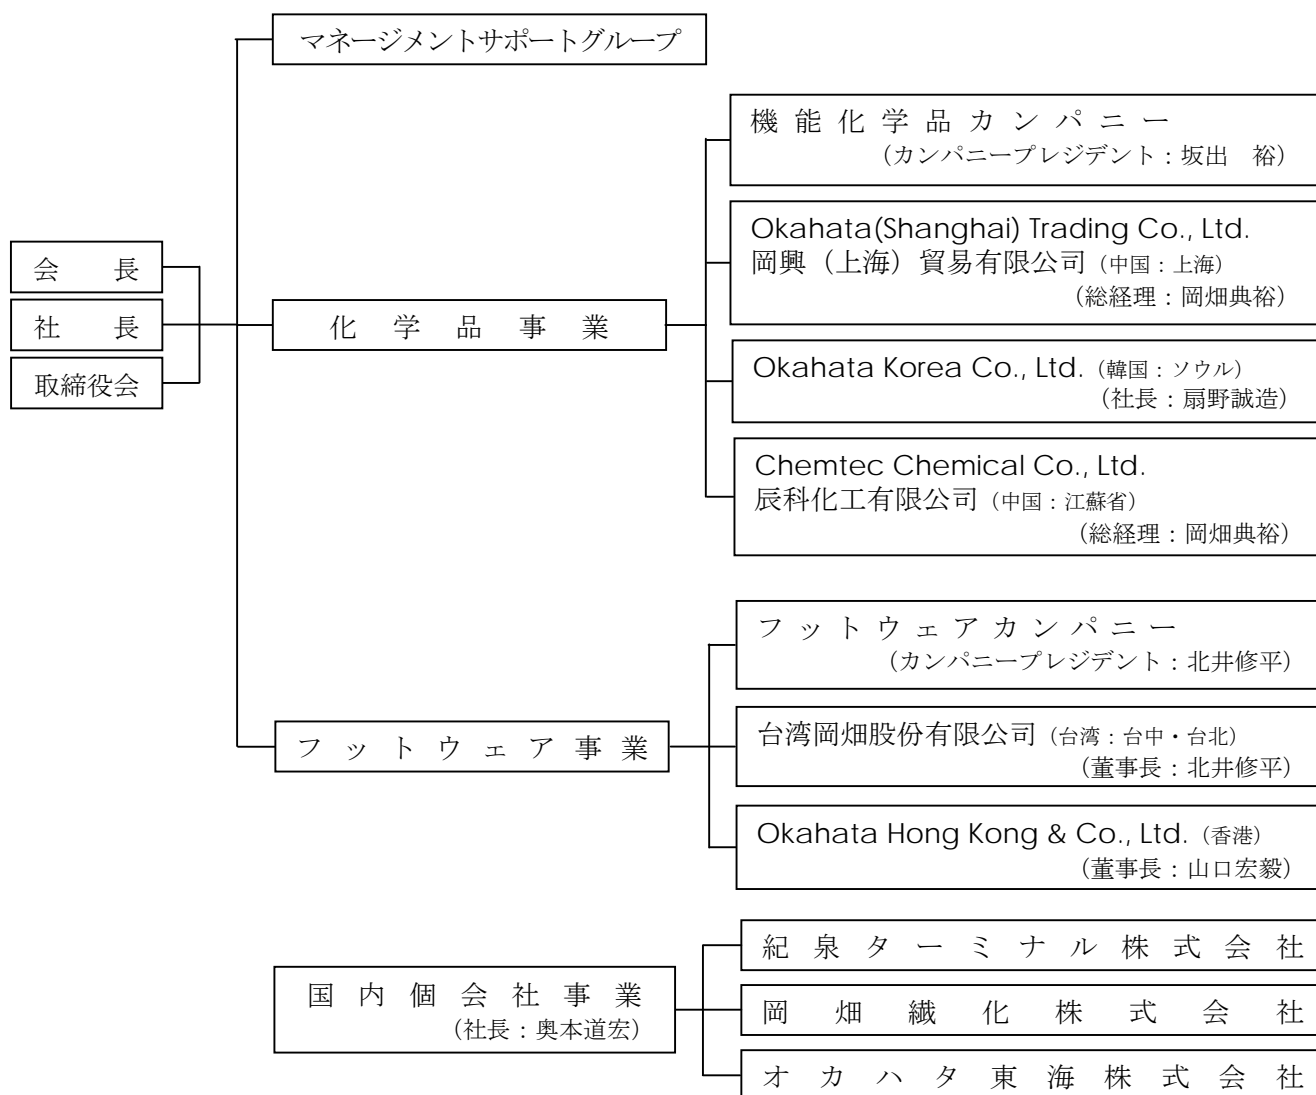 マネージメントサポートグループ
会長
社長
取締役会
化学品事業
機能化学品カンパニー
（カンパニープレジデント：坂出　裕）
Okahata(Shanghai) Trading Co., Ltd.
岡興（上海）貿易有限公司（中国：上海）
（総経理：岡畑典裕）
Okahata Korea Co., Ltd.（韓国：ソウル）
（社長：扇野誠造）
Chemtec Chemical Co., Ltd.
辰科化工有限公司（中国：江蘇省）
（総経理：岡畑典裕）
フットウェア事業
フットウェアカンパニー
（カンパニープレジデント：北井修平）
台湾岡畑股份有限公司（台湾：台中・台北）
（董事長：北井修平）
Okahata Hong Kong & Co., Ltd.（香港）
（董事長：山口宏毅）
国内個会社事業
（社長：奥本道宏）
紀泉ターミナル株式会社
岡畑繊化株式会社
オカハタ東海株式会社